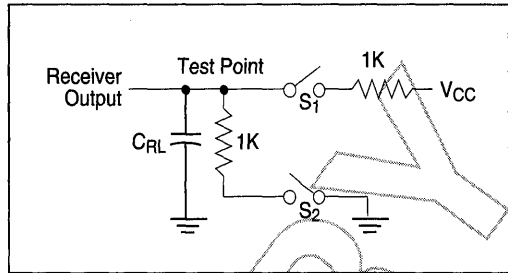 Receiver
Output
Test Point
1K
S1
VCC
CRL
1K
S2